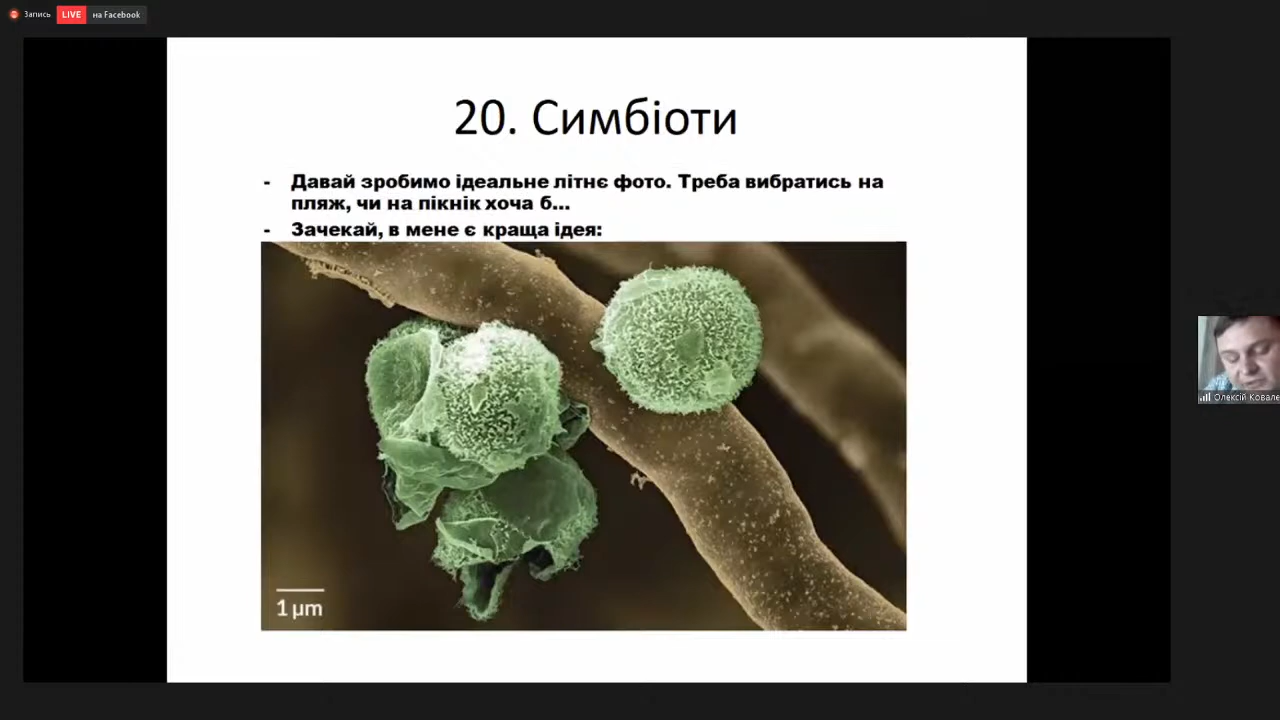 Запись LIVE на Facebook
20. Симбіоти
- Давай зробимо ідеальне літнє фото. Треба вибратись на
пляж, чи на пікнік хоча б...
- Зачекай, в мене є краща ідея:
1 µm
Олексій Ковале